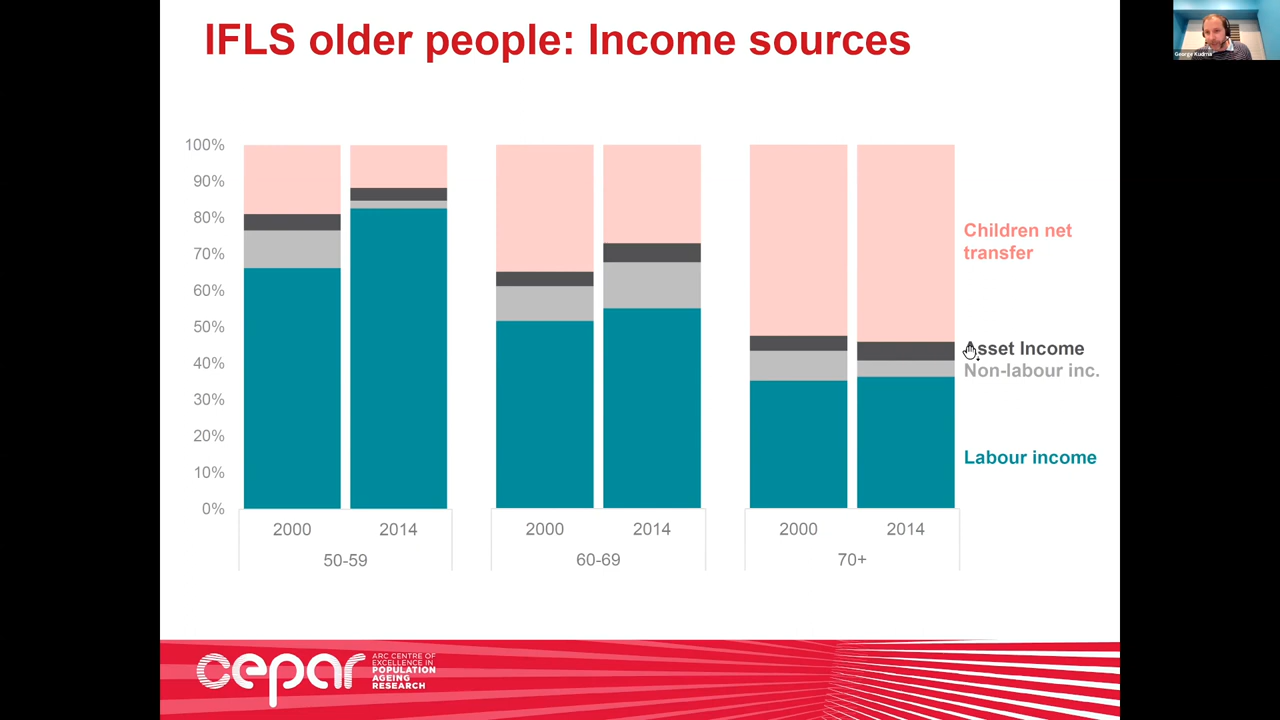 IFLS older people: Income sources
George Kudrna
100%
90%
80%
70%
60%
50%
40%
30%
20%
10%
0%
Children net
transfer
Asset Income
Non-labour inc.
Labour income
2000 2014 2000 2014 2000 2014
50-59 60-69 70+
cepar
ARC CENTRE OF
EXCELLENCE IN
POPULATION
AGEING
RESEARCH